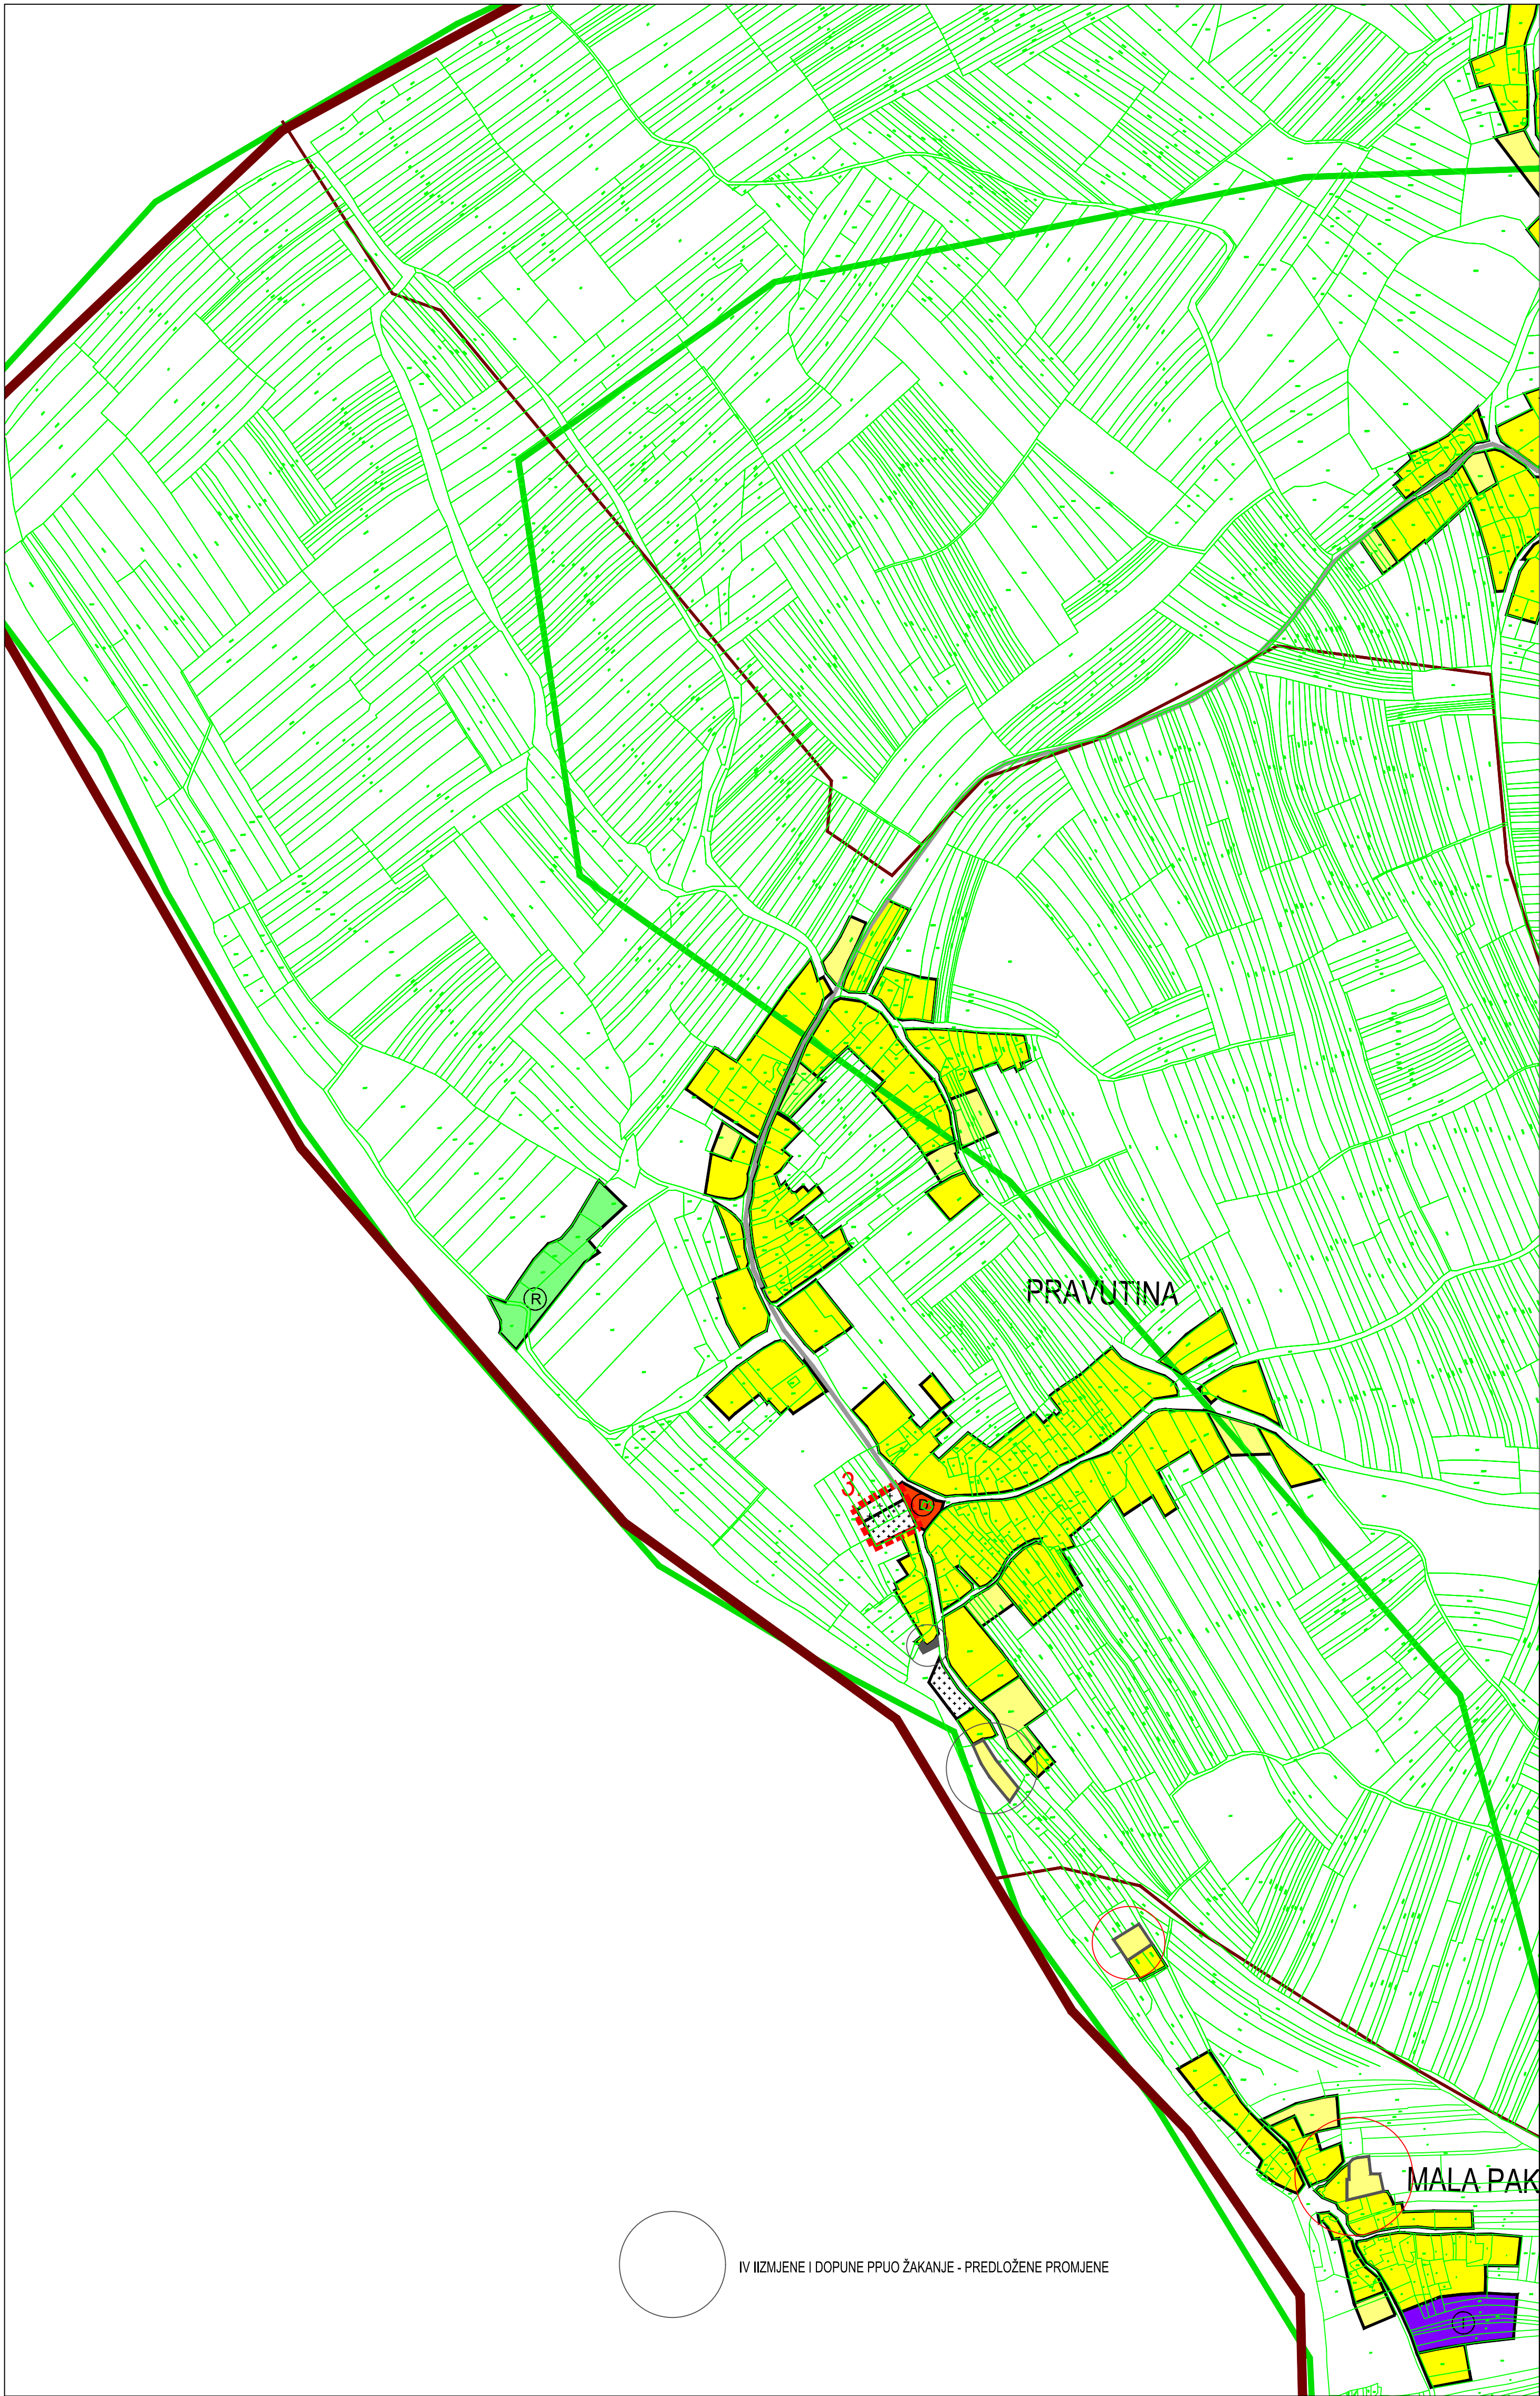 R
PRAVUTINA
3.
D
MALA PAK
IV IIZMJENE I DOPUNE PPUO ŽAKANJE - PREDLOŽENE PROMJENE
I